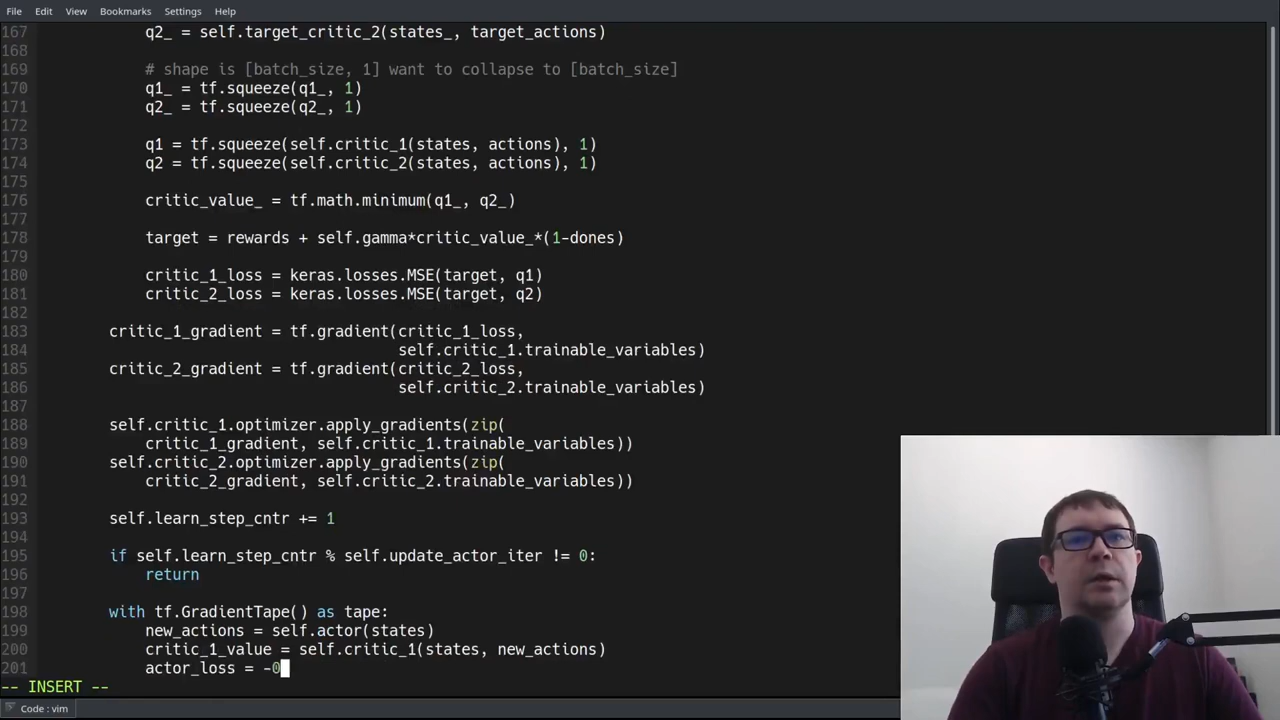 File Edit View Bookmarks Settings Help
167 q2_ = self.target_critic_2(states_, target_actions)
168
169 # shape is [batch_size, 1] want to collapse to [batch_size]
170 q1_ = tf.squeeze(q1_, 1)
171 q2_ = tf.squeeze(q2_, 1)
172
173 q1 = tf.squeeze(self.critic_1(states, actions), 1)
174 q2 = tf.squeeze(self.critic_2(states, actions), 1)
175
176 critic_value_ = tf.math.minimum(q1_, q2_)
177
178 target = rewards + self.gamma*critic_value_*(1-dones)
179
180 critic_1_loss = keras.losses.MSE(target, q1)
181 critic_2_loss = keras.losses.MSE(target, q2)
182
183 critic_1_gradient = tf.gradient(critic_1_loss,
184 self.critic_1.trainable_variables)
185 critic_2_gradient = tf.gradient(critic_2_loss,
186 self.critic_2.trainable_variables)
187
188 self.critic_1.optimizer.apply_gradients(zip(
189 critic_1_gradient, self.critic_1.trainable_variables))
190 self.critic_2.optimizer.apply_gradients(zip(
191 critic_2_gradient, self.critic_2.trainable_variables))
192
193 self.learn_step_cntr += 1
194
195 if self.learn_step_cntr % self.update_actor_iter != 0:
196 return
197
198 with tf.GradientTape() as tape:
199 new_actions = self.actor(states)
200 critic_1_value = self.critic_1(states, new_actions)
201 actor_loss = -0
-- INSERT --
Code : vim